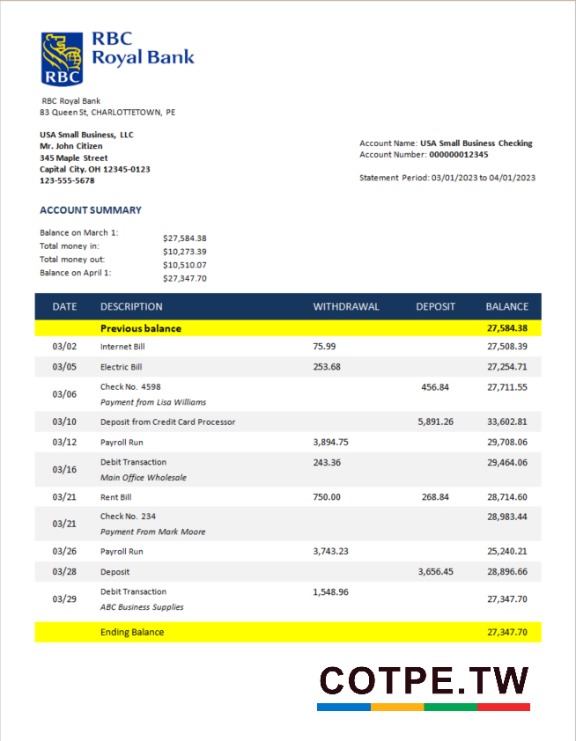 RBC
Royal Bank
RBC
RBC Royal Bank
83 Queen St, CHARLOTTETOWN, PE
USA Small Business, LLC
Mr. John Citizen
345 Maple Street
Capital City. OH 12345-0123
123-555-5678
Account Name: USA Small Business Checking
Account Number: 000000012345
Statement Period: 03/01/2023 to 04/01/2023
ACCOUNT SUMMARY
Balance on March 1: $27,584.38
Total money in: $10,273.39
Total money out: $10,510.07
Balance on April 1: $27,347.70
DATE DESCRIPTION WITHDRAWAL DEPOSIT BALANCE
Previous balance 27,584.38
03/02 Internet Bill 75.99 27,508.39
03/05 Electric Bill 253.68 27,254.71
03/06 Check No. 4598 456.84 27,711.55
Payment from Lisa Williams
03/10 Deposit from Credit Card Processor 5,891.26 33,602.81
03/12 Payroll Run 3,894.75 29,708.06
03/16 Debit Transaction 243.36 29,464.06
Main Office Wholesale
03/21 Rent Bill 750.00 268.84 28,714.60
03/21 Check No. 234 28,983.44
Payment From Mark Moore
03/26 Payroll Run 3,743.23 25,240.21
03/28 Deposit 3,656.45 28,896.66
03/29 Debit Transaction 1,548.96 27,347.70
ABC Business Supplies
Ending Balance 27,347.70
COTPE.TW